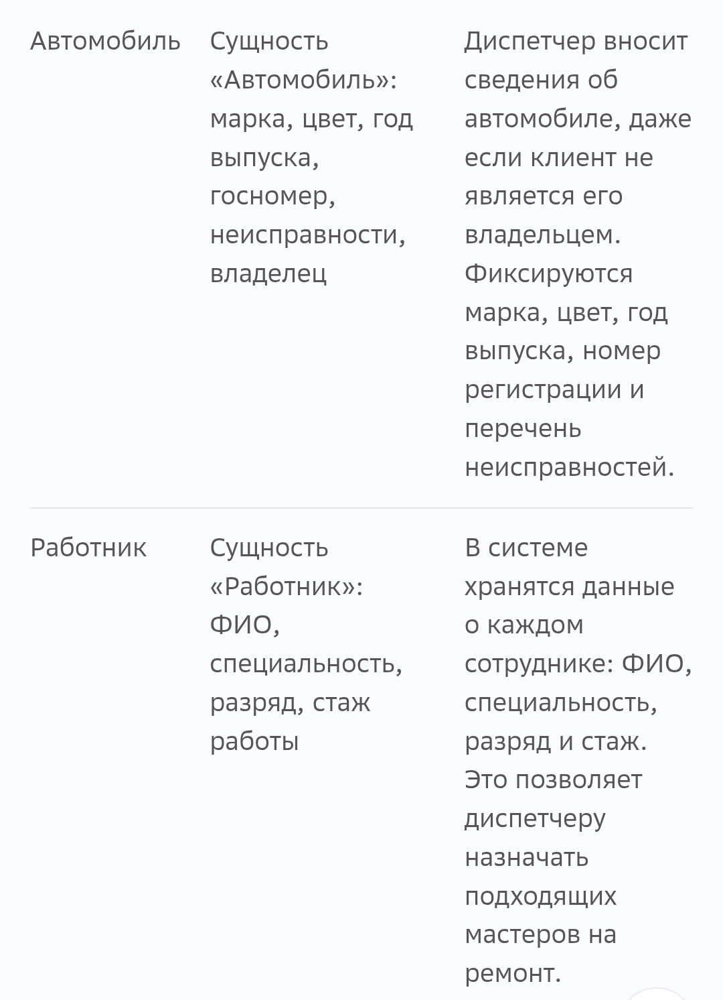 Автомобиль
Сущность
«Автомобиль»:
марка, цвет, год
выпуска,
госномер,
неисправности,
владелец
Диспетчер вносит
сведения об
автомобиле, даже
если клиент не
является его
владельцем.
Фиксируются
марка, цвет, год
выпуска, номер
регистрации и
перечень
неисправностей.
Работник
Сущность
«Работник»:
ФИО,
специальность,
разряд, стаж
работы
В системе
хранятся данные
о каждом
сотруднике: ФИО,
специальность,
разряд и стаж.
Это позволяет
диспетчеру
назначать
подходящих
мастеров на
ремонт.